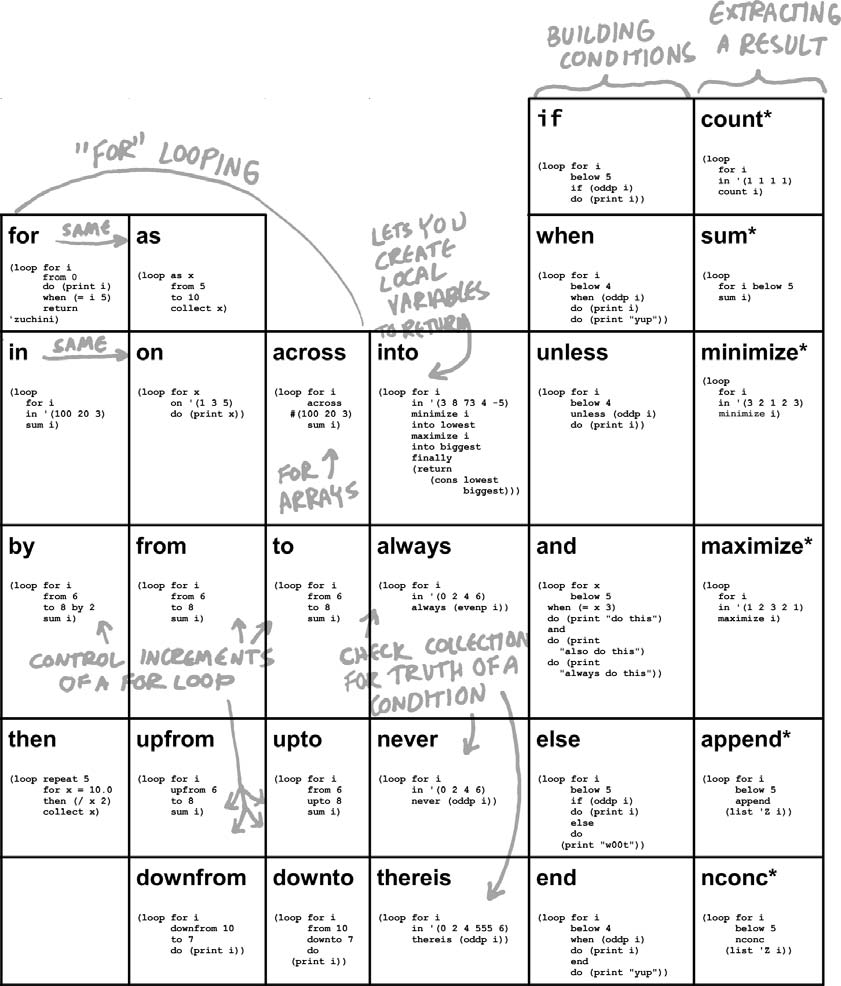 BUILDING
CONDITIONS
EXTRACTING
A RESULT
if
(loop for i
below 5
if (oddp i)
do (print i))
count*
(loop
for i
in '(1 1 1 1)
count i)
"FOR" LOOPING
for
SAME
(loop for i
from 0
do (print i)
when (= i 5)
return
'zuchini)
as
(loop as x
from 5
to 10
collect x)
LETS YOU
CREATE
LOCAL
VARIABLES
TO RETURN
when
(loop for i
below 4
when (oddp i)
do (print i)
do (print "yup"))
sum*
(loop
for i below 5
sum i)
in
SAME
(loop
for i
in '(100 20 3)
sum i)
on
(loop for x
on '(1 3 5)
do (print x))
across
(loop for i
across
#(100 20 3)
sum i)
FOR
ARRAYS
into
(loop for i
in '(3 8 73 4 -5)
minimize i
into lowest
maximize i
into biggest
finally
(return
(cons lowest
biggest)))
unless
(loop for i
below 4
unless (oddp i)
do (print i))
minimize*
(loop
for i
in '(3 2 1 2 3)
minimize i)
by
(loop for i
from 6
to 8 by 2
sum i)
from
(loop for i
from 6
to 8
sum i)
to
(loop for i
from 6
to 8
sum i)
CONTROL INCREMENTS
OF A FOR LOOP
always
(loop for i
in '(0 2 4 6)
always (evenp i))
CHECK COLLECTION
FOR TRUTH OF A
CONDITION
and
(loop for x
below 5
when (= x 3)
do (print "do this")
and
do (print
"also do this")
do (print
"always do this"))
maximize*
(loop
for i
in '(1 2 3 2 1)
maximize i)
then
(loop repeat 5
for x = 10.0
then (/ x 2)
collect x)
upfrom
(loop for i
upfrom 6
to 8
sum i)
upto
(loop for i
from 6
upto 8
sum i)
never
(loop for i
in '(0 2 4 6)
never (oddp i))
else
(loop for i
below 5
if (oddp i)
do (print i)
else
do
(print "w00t"))
append*
(loop for i
below 5
append
(list 'Z i))
downfrom
(loop for i
downfrom 10
to 7
do (print i))
downto
(loop for i
from 10
downto 7
do
(print i))
thereis
(loop for i
in '(0 2 4 555 6)
thereis (oddp i))
end
(loop for i
below 4
when (oddp i)
do (print i)
end
do (print "yup"))
nconc*
(loop for i
below 5
nconc
(list 'Z i))